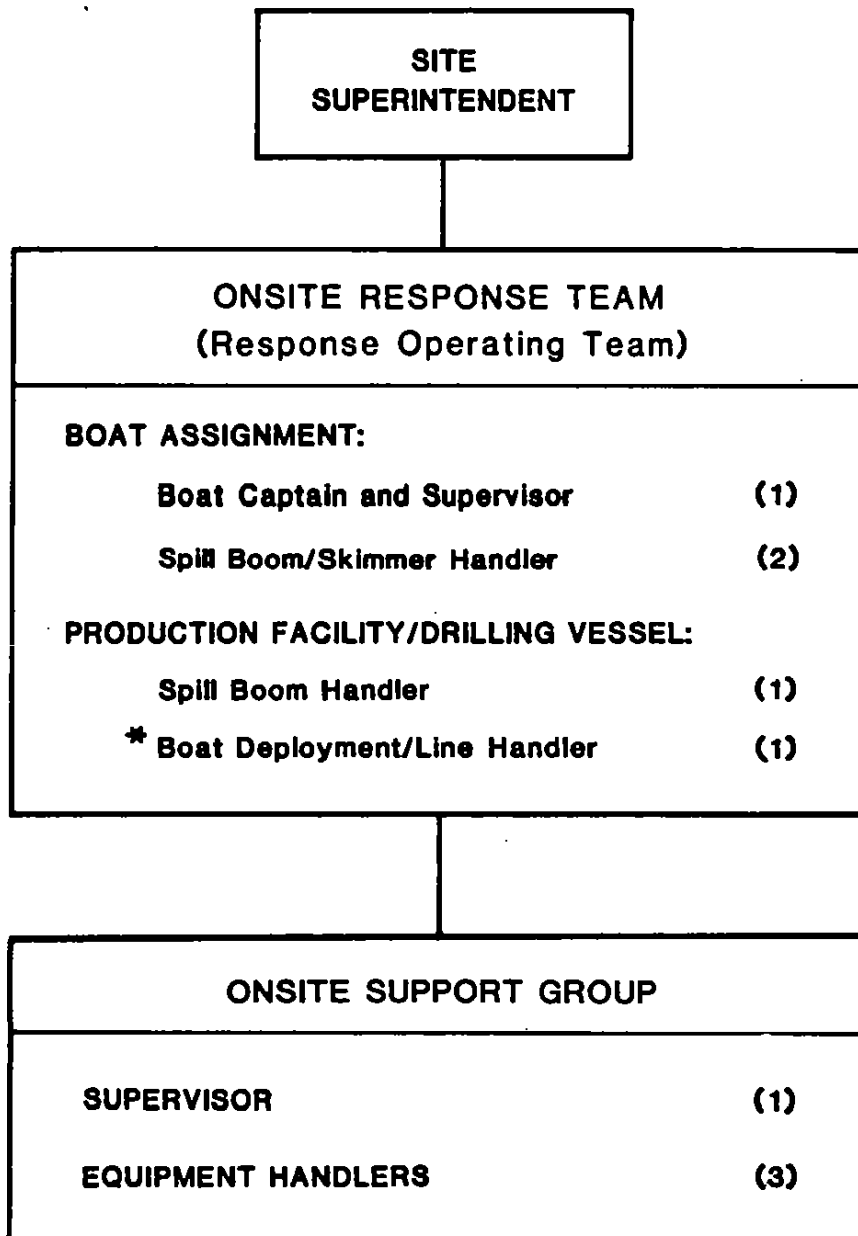 SITE
SUPERINTENDENT
ONSITE RESPONSE TEAM
(Response Operating Team)
BOAT ASSIGNMENT:
Boat Captain and Supervisor (1)
Spill Boom/Skimmer Handler (2)
PRODUCTION FACILITY/DRILLING VESSEL:
Spill Boom Handler (1)
* Boat Deployment/Line Handler (1)
ONSITE SUPPORT GROUP
SUPERVISOR (1)
EQUIPMENT HANDLERS (3)